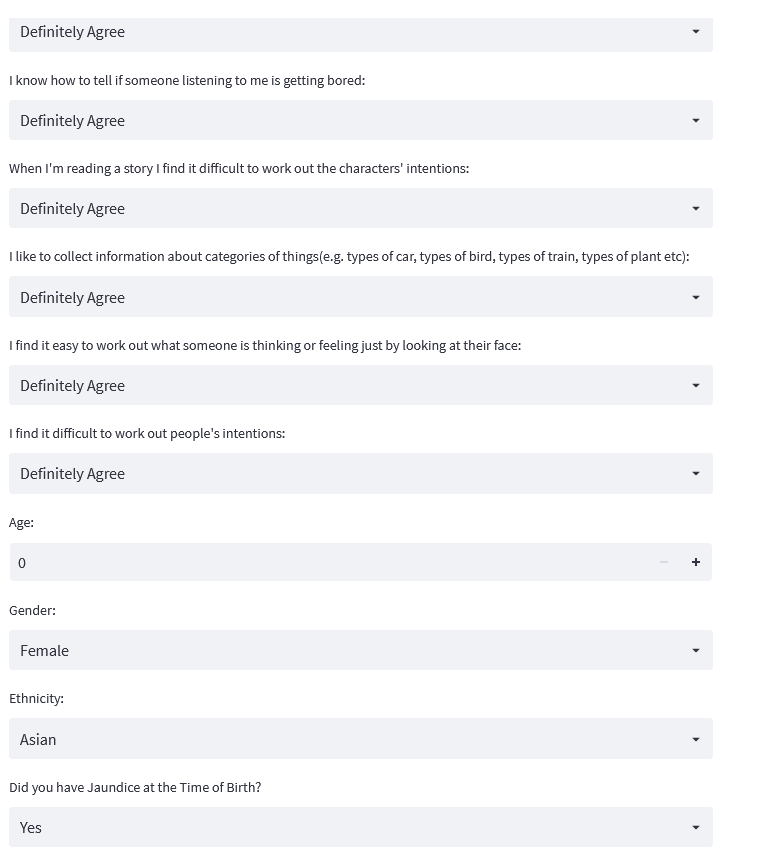 Definitely Agree
I know how to tell if someone listening to me is getting bored:
Definitely Agree
When I'm reading a story I find it difficult to work out the characters' intentions:
Definitely Agree
I like to collect information about categories of things(e.g. types of car, types of bird, types of train, types of plant etc):
Definitely Agree
I find it easy to work out what someone is thinking or feeling just by looking at their face:
Definitely Agree
I find it difficult to work out people's intentions:
Definitely Agree
Age:
0
Gender:
Female
Ethnicity:
Asian
Did you have Jaundice at the Time of Birth?
Yes